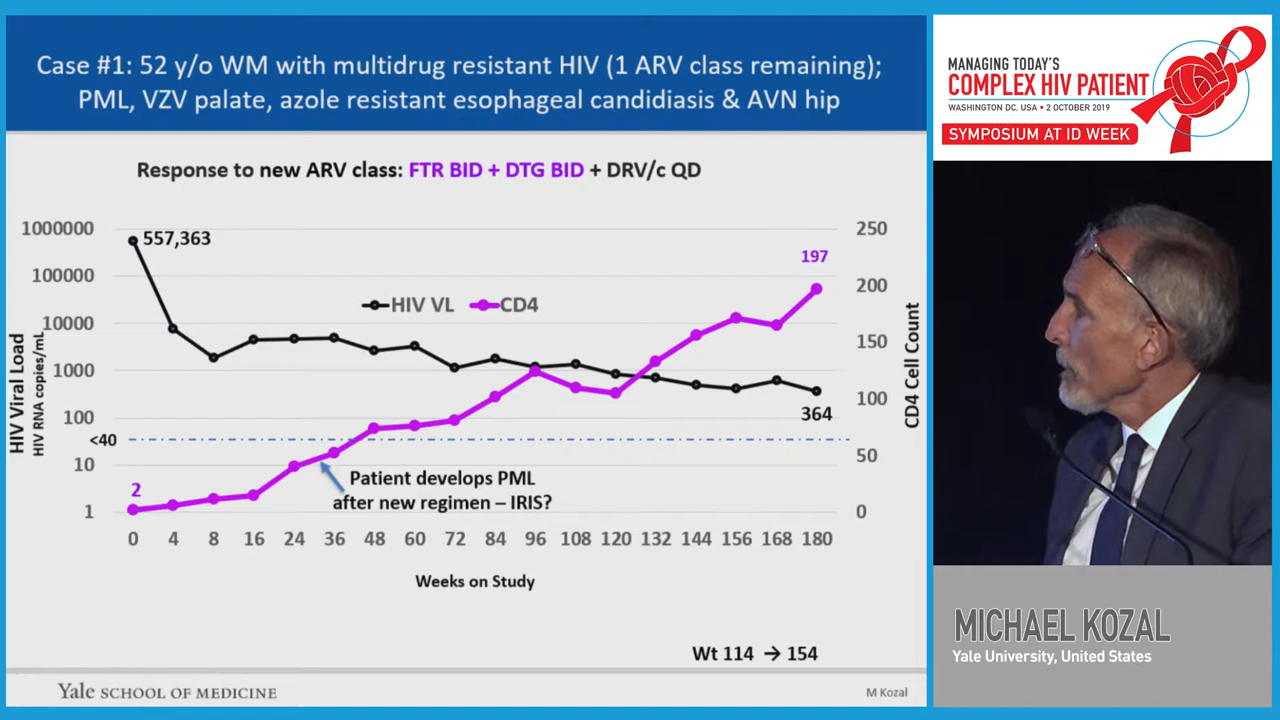 Case #1: 52 y/o WM with multidrug resistant HIV (1 ARV class remaining);
PML, VZV palate, azole resistant esophageal candidiasis & AVN hip
Response to new ARV class: FTR BID + DTG BID + DRV/c QD
HIV Viral Load
HIV RNA copies/mL
1000000
100000
10000
1000
100
<40
10
1
557,363
HIV VL
CD4
197
364
2
Patient develops PML
after new regimen – IRIS?
250
200
150
100
50
0
CD4 Cell Count
0 4 8 16 24 36 48 60 72 84 96 108 120 132 144 156 168 180
Weeks on Study
Wt 114 → 154
Yale SCHOOL OF MEDICINE
M Kozal
MANAGING TODAY'S
COMPLEX HIV PATIENT
WASHINGTON DC, USA • 2 OCTOBER 2019
SYMPOSIUM AT ID WEEK
MICHAEL KOZAL
Yale University, United States